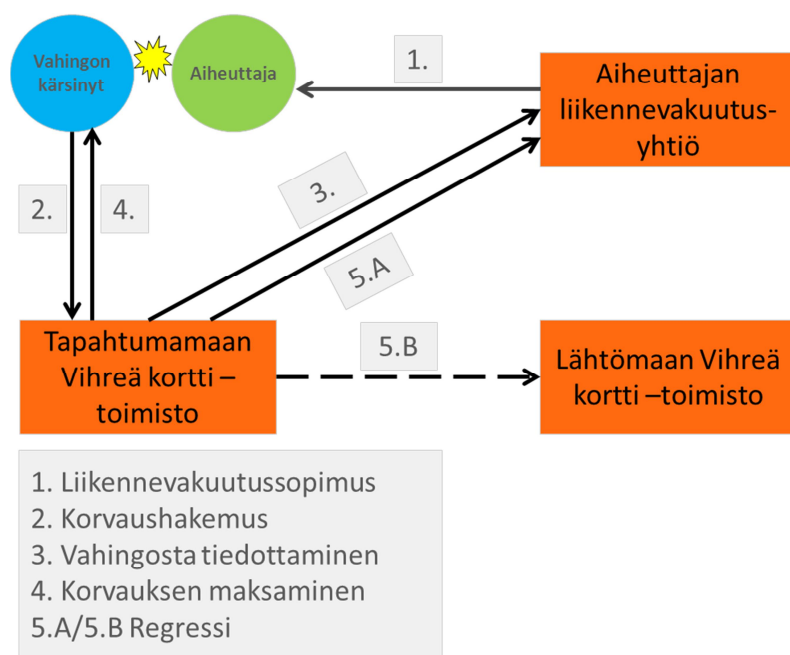 Vahingon
kärsinyt
Aiheuttaja
1.
Aiheuttajan
liikennevakuutus-
yhtiö
2.
4.
3.
5.A
Tapahtumamaan
Vihreä kortti –
toimisto
5.B
Lähtömaan Vihreä
kortti –toimisto
1. Liikennevakuutussopimus
2. Korvaushakemus
3. Vahingosta tiedottaminen
4. Korvauksen maksaminen
5.A/5.B Regressi